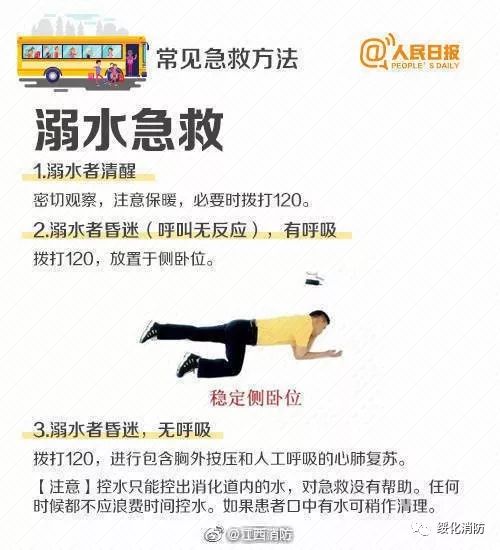 常见急救方法
@人民日报
PEOPLE'S DAILY
溺水急救
1.溺水者清醒
密切观察，注意保暖，必要时拨打120。
2.溺水者昏迷（呼叫无反应），有呼吸
拨打120，放置于侧卧位。
稳定侧卧位
3.溺水者昏迷，无呼吸
拨打120，进行包含胸外按压和人工呼吸的心肺复苏。
【注意】控水只能控出消化道内的水，对急救没有帮助。任何
时候都不应浪费时间控水。如果患者口中有水可稍作清理。
@江西消防
绥化消防